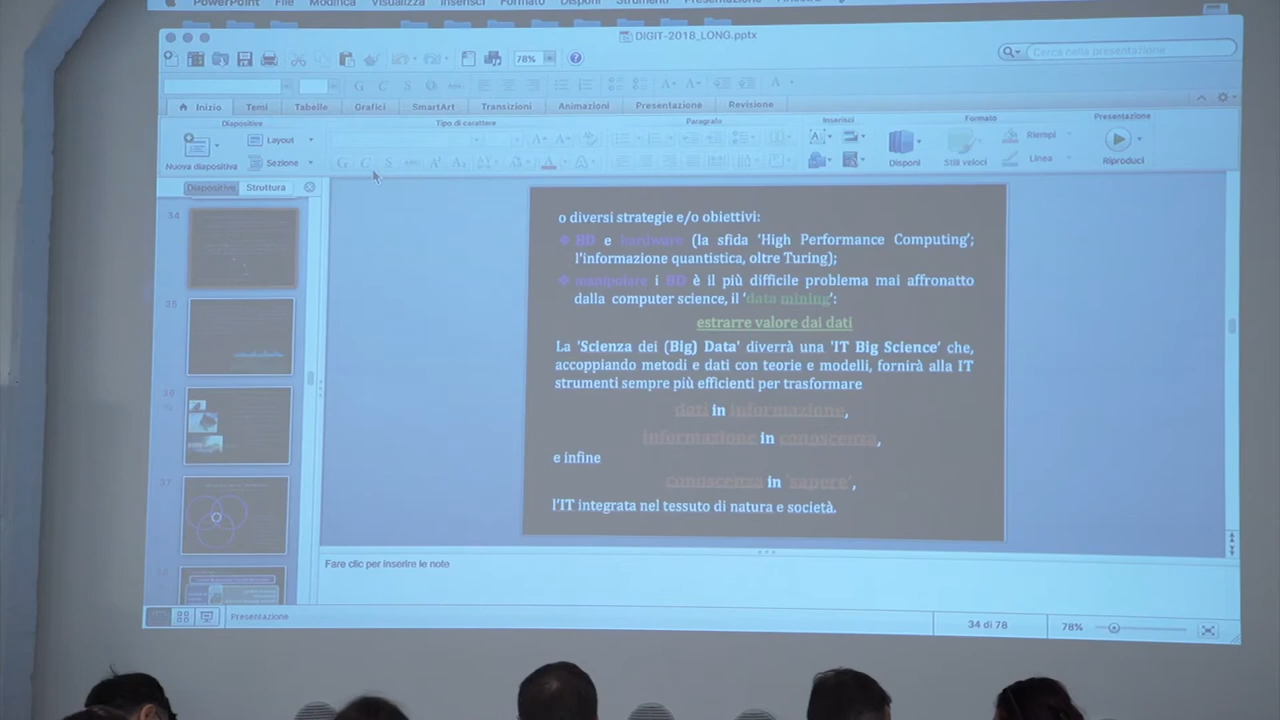 PowerPoint File Modifica Visualizza Inserisci Formato Disponi Strumenti Presentazione
DIGIT-2018_LONG.pptx
78%
Cerca nella presentazione
Inizio Temi Tabelle Grafici SmartArt Transizioni Animazioni Presentazione Revisione
Diapositive Tipo di carattere Paragrafo Inserisci Formato Presentazione
Layout
Riempi
Nuova diapositiva Sezione Disponi Stili veloci Linea Riproduci
Diapositive Struttura
34
35
37
o diversi strategie e/o obiettivi:
❖ BD e hardware (la sfida ‘High Performance Computing’;
l'informazione quantistica, oltre Turing);
❖ manipolare i BD è il più difficile problema mai affronatto
dalla computer science, il ‘data mining’:
estrarre valore dai dati
La ‘Scienza dei (Big) Data’ diverrà una ‘IT Big Science’ che,
accoppiando metodi e dati con teorie e modelli, fornirà alla IT
strumenti sempre più efficienti per trasformare
dati in informazione,
informazione in conoscenza,
e infine
conoscenza in ‘sapere’,
l’IT integrata nel tessuto di natura e società.
Fare clic per inserire le note
Presentazione
34 di 78
78%